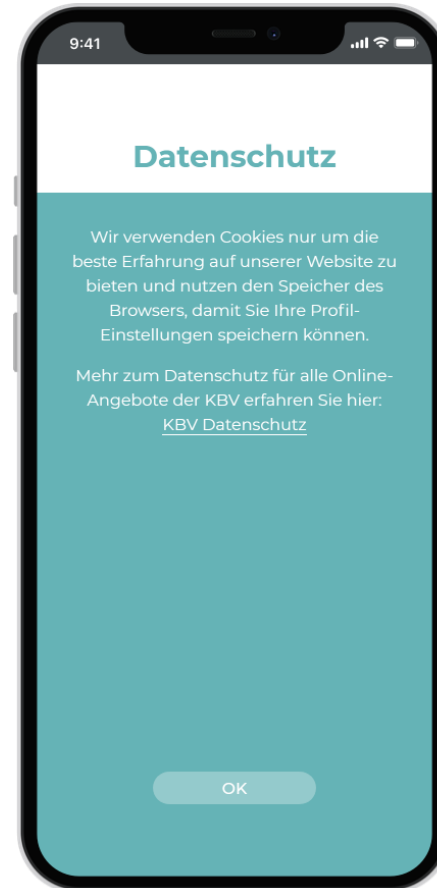 9:41
Datenschutz
Wir verwenden Cookies nur um die
beste Erfahrung auf unserer Website zu
bieten und nutzen den Speicher des
Browsers, damit Sie Ihre Profil-
Einstellungen speichern können.
Mehr zum Datenschutz für alle Online-
Angebote der KBV erfahren Sie hier:
KBV Datenschutz
OK